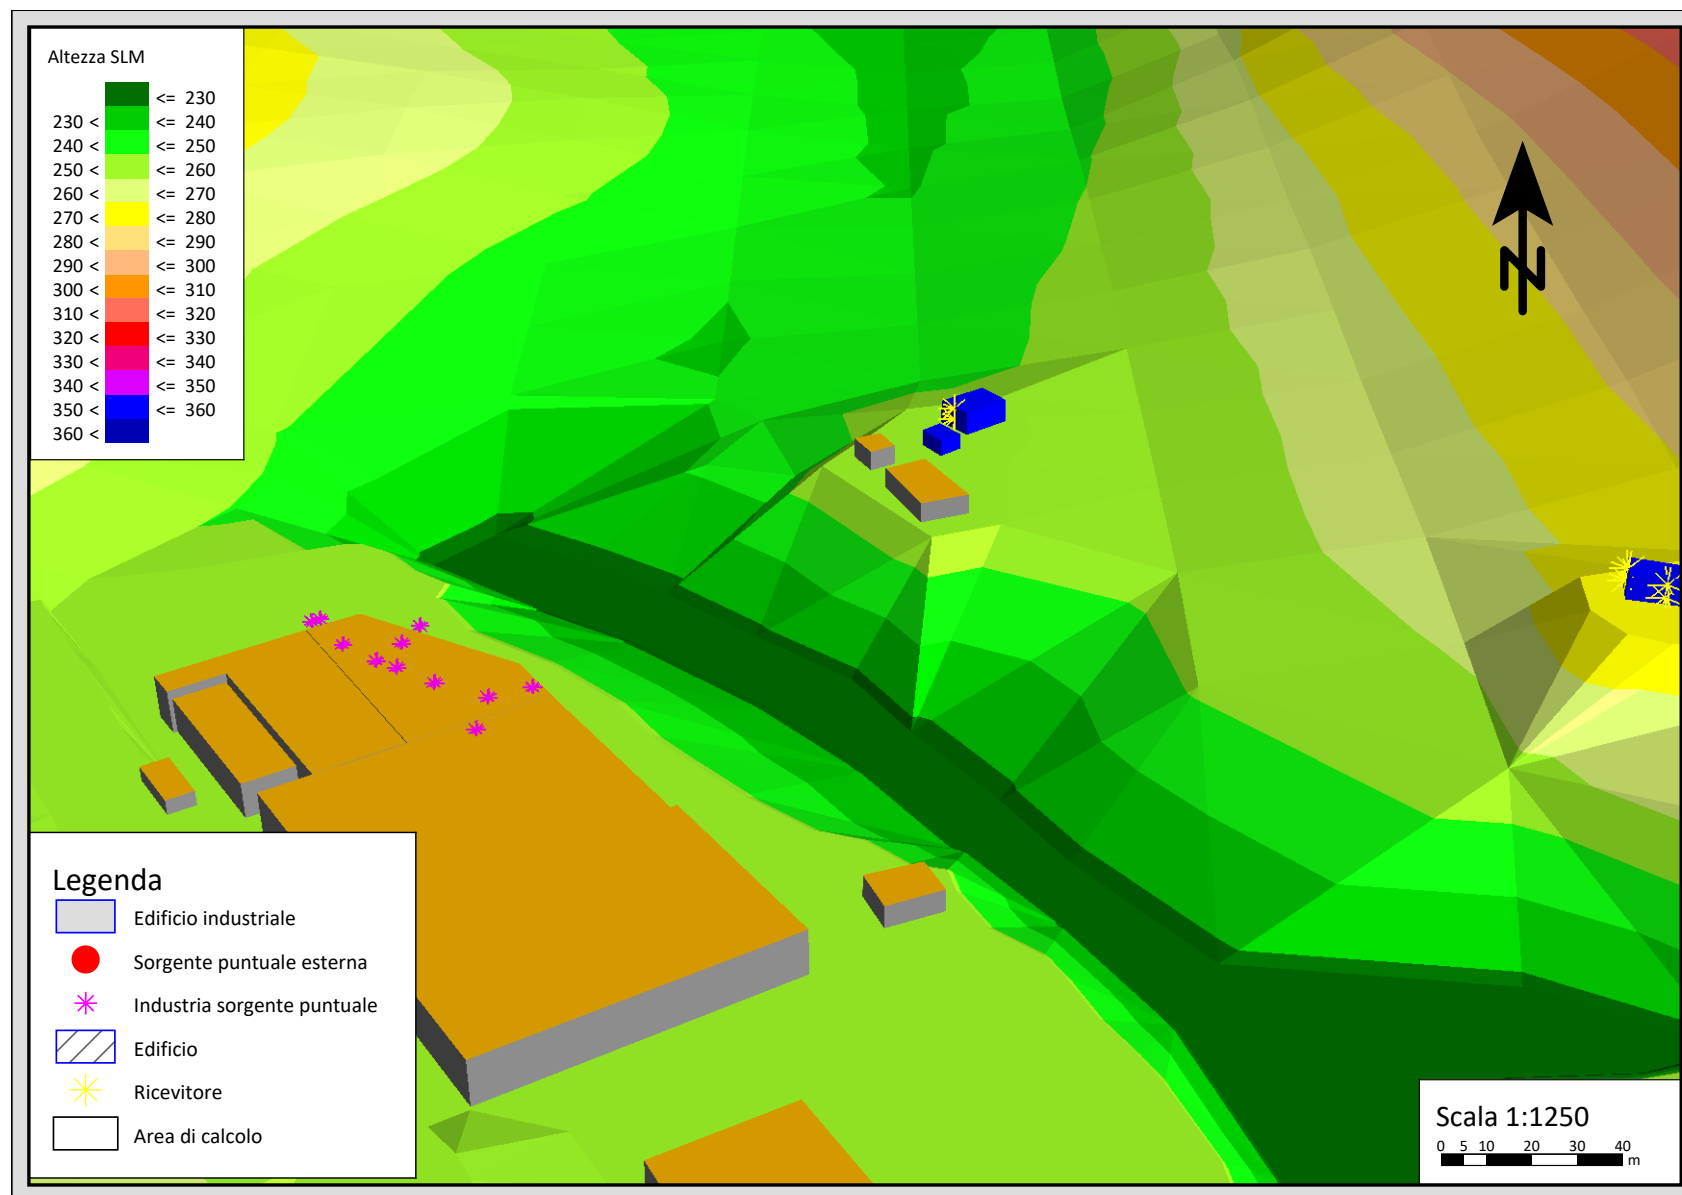 Altezza SLM
<= 230
230 < <= 240
240 < <= 250
250 < <= 260
260 < <= 270
270 < <= 280
280 < <= 290
290 < <= 300
300 < <= 310
310 < <= 320
320 < <= 330
330 < <= 340
340 < <= 350
350 < <= 360
360 <
N
Legenda
Edificio industriale
Sorgente puntuale esterna
Industria sorgente puntuale
Edificio
Ricevitore
Area di calcolo
Scala 1:1250
0 5 10 20 30 40
m